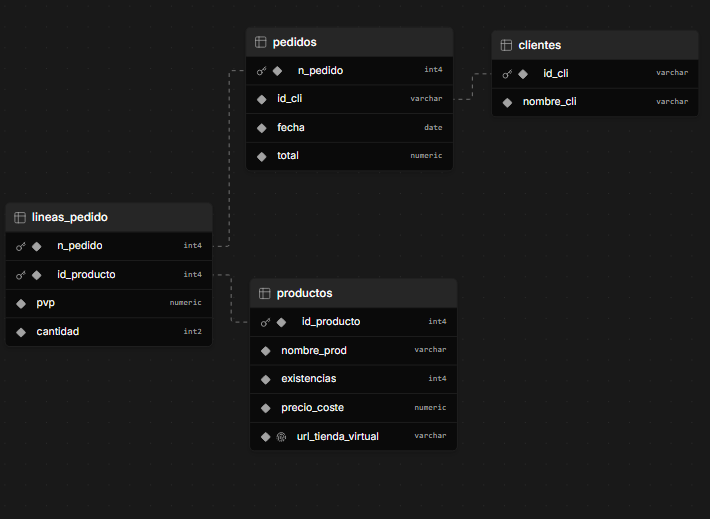 pedidos
n_pedido int4
id_cli varchar
fecha date
total numeric
clientes
id_cli varchar
nombre_cli varchar
lineas_pedido
n_pedido int4
id_producto int4
pvp numeric
cantidad int2
productos
id_producto int4
nombre_prod varchar
existencias int4
precio_coste numeric
url_tienda_virtual varchar